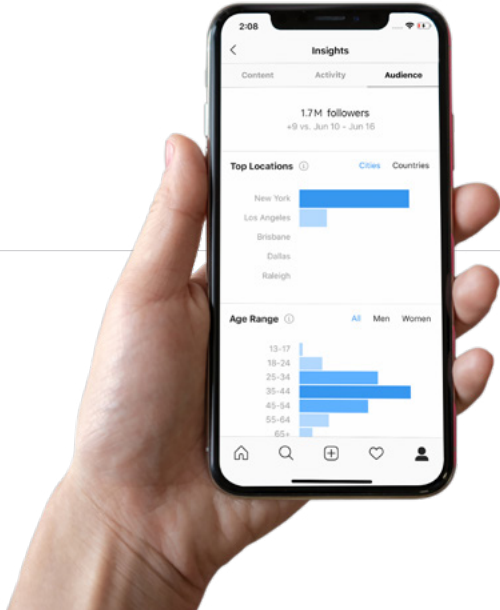 2:08
Insights
Content Activity Audience
1.7M followers
+9 vs. Jun 10 - Jun 16
Top Locations Cities Countries
New York
Los Angeles
Brisbane
Dallas
Raleigh
Age Range All Men Women
13-17
18-24
25-34
35-44
45-54
55-64
65+